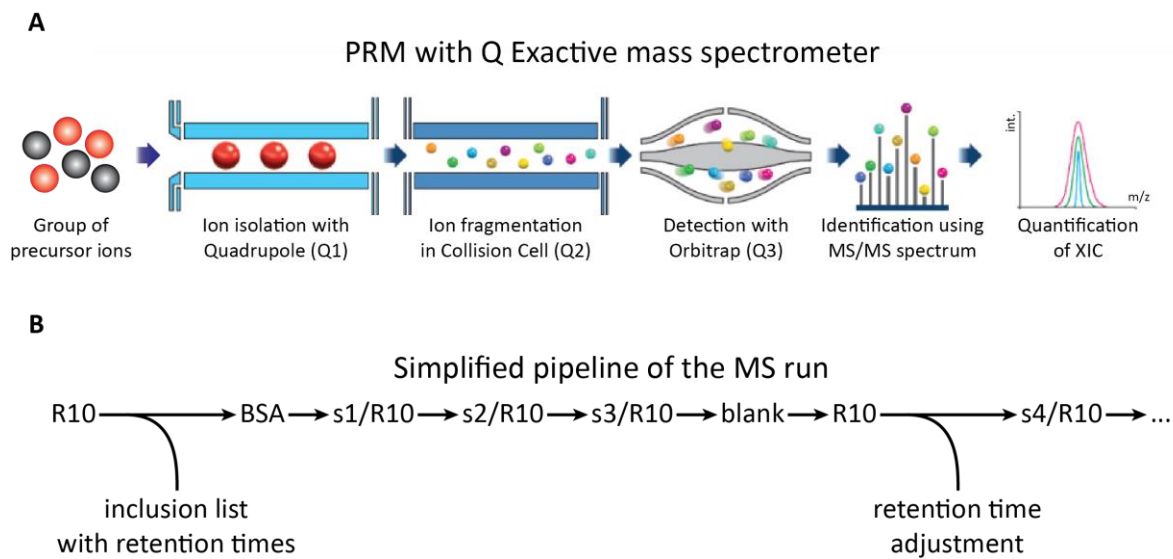 A
PRM with Q Exactive mass spectrometer
int.
m/z
Group of
precursor ions
Ion isolation with
Quadrupole (Q1)
Ion fragmentation
in Collision Cell (Q2)
Detection with
Orbitrap (Q3)
Identification using
MS/MS spectrum
Quantification
of XIC
B
Simplified pipeline of the MS run
R10 BSA s1/R10 s2/R10 s3/R10 blank R10 s4/R10 ...
inclusion list
with retention times
retention time
adjustment